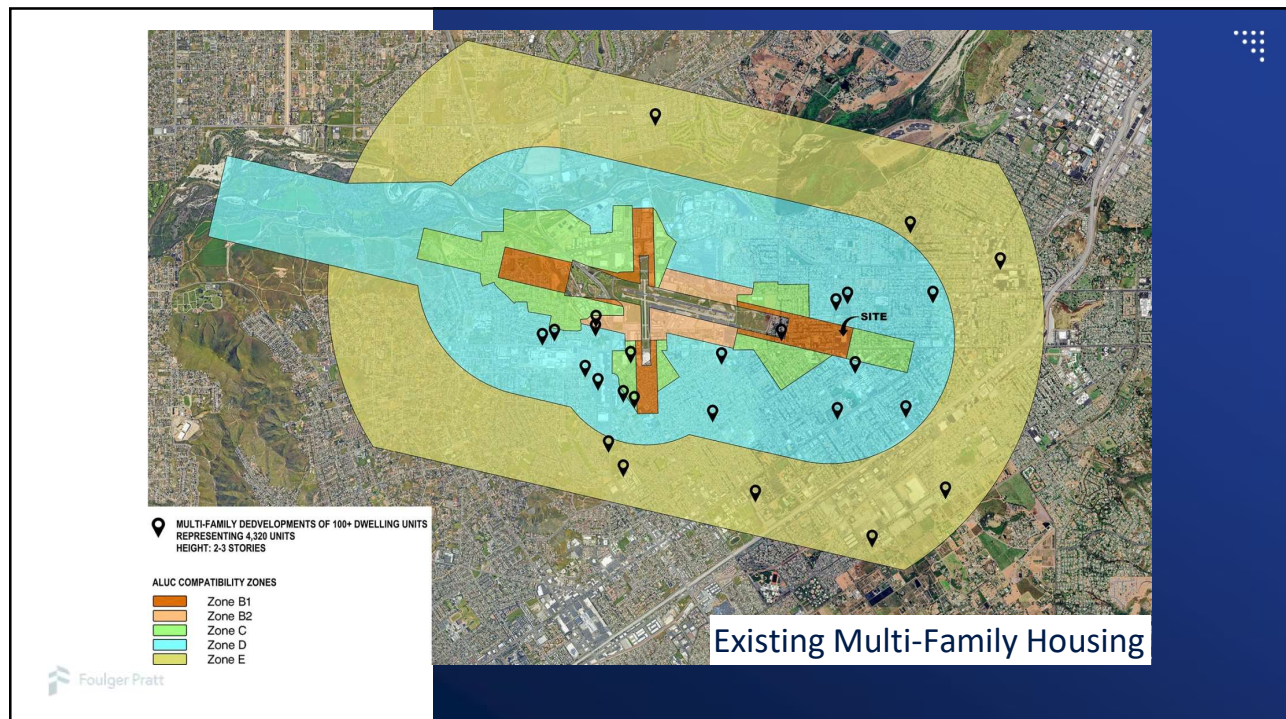 SITE
MULTI-FAMILY DEDVELOPMENTS OF 100+ DWELLING UNITS
REPRESENTING 4,320 UNITS
HEIGHT: 2-3 STORIES
ALUC COMPATIBILITY ZONES
Zone B1
Zone B2
Zone C
Zone D
Zone E
Existing Multi-Family Housing
Foulger Pratt